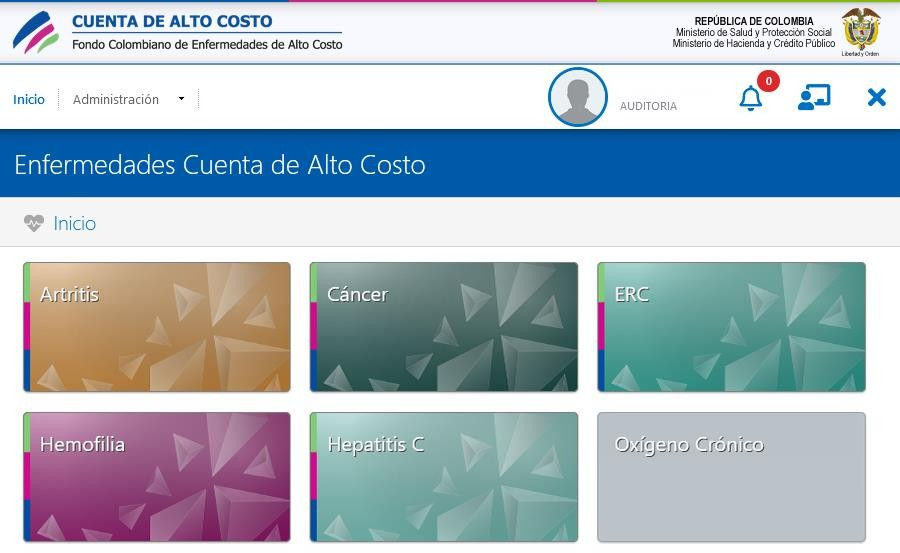 CUENTA DE ALTO COSTO
Fondo Colombiano de Enfermedades de Alto Costo
REPÚBLICA DE COLOMBIA
Ministerio de Salud y Protección Social
Ministerio de Hacienda y Crédito Público
Libertad y Orden
Inicio
Administración
AUDITORIA
0
Enfermedades Cuenta de Alto Costo
Inicio
Artritis
Cáncer
ERC
Hemofilia
Hepatitis C
Oxígeno Crónico